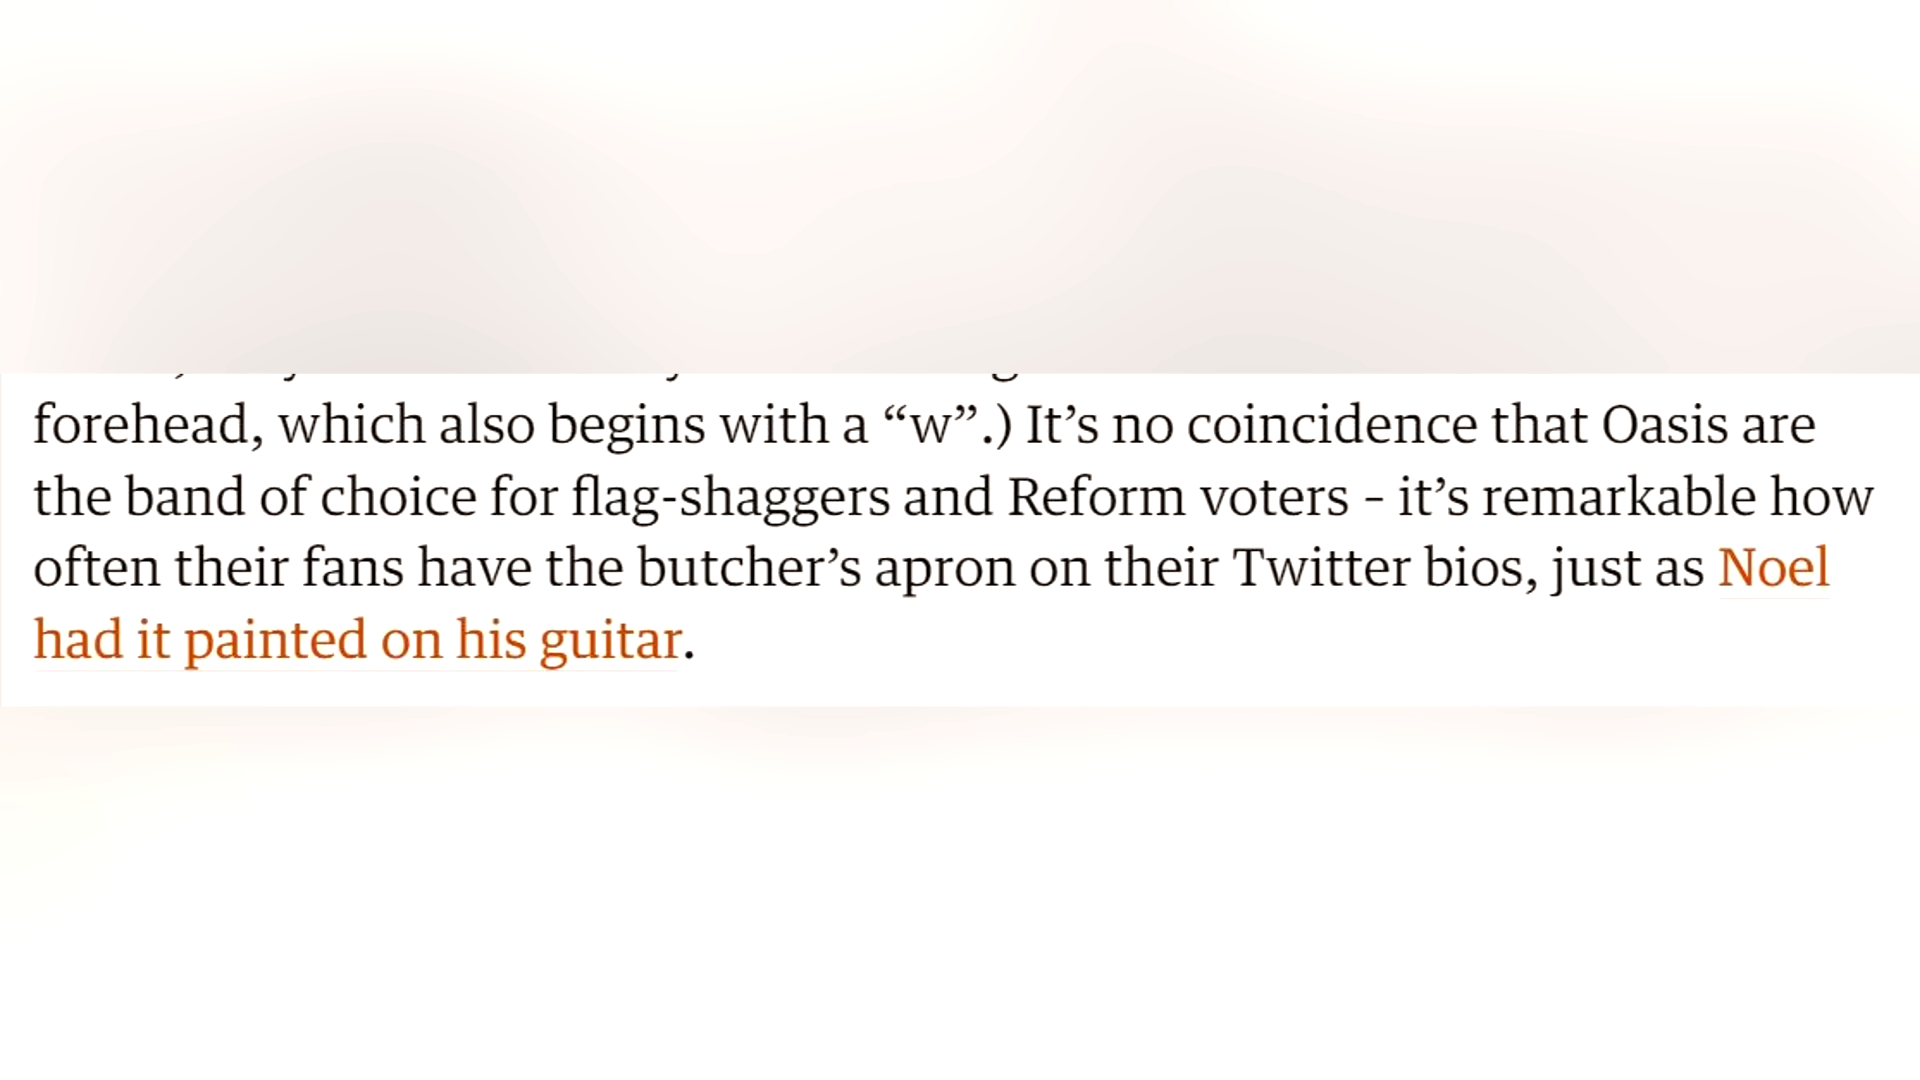 forehead, which also begins with a “w”.) It’s no coincidence that Oasis are
the band of choice for flag-shaggers and Reform voters – it’s remarkable how
often their fans have the butcher’s apron on their Twitter bios, just as Noel
had it painted on his guitar.